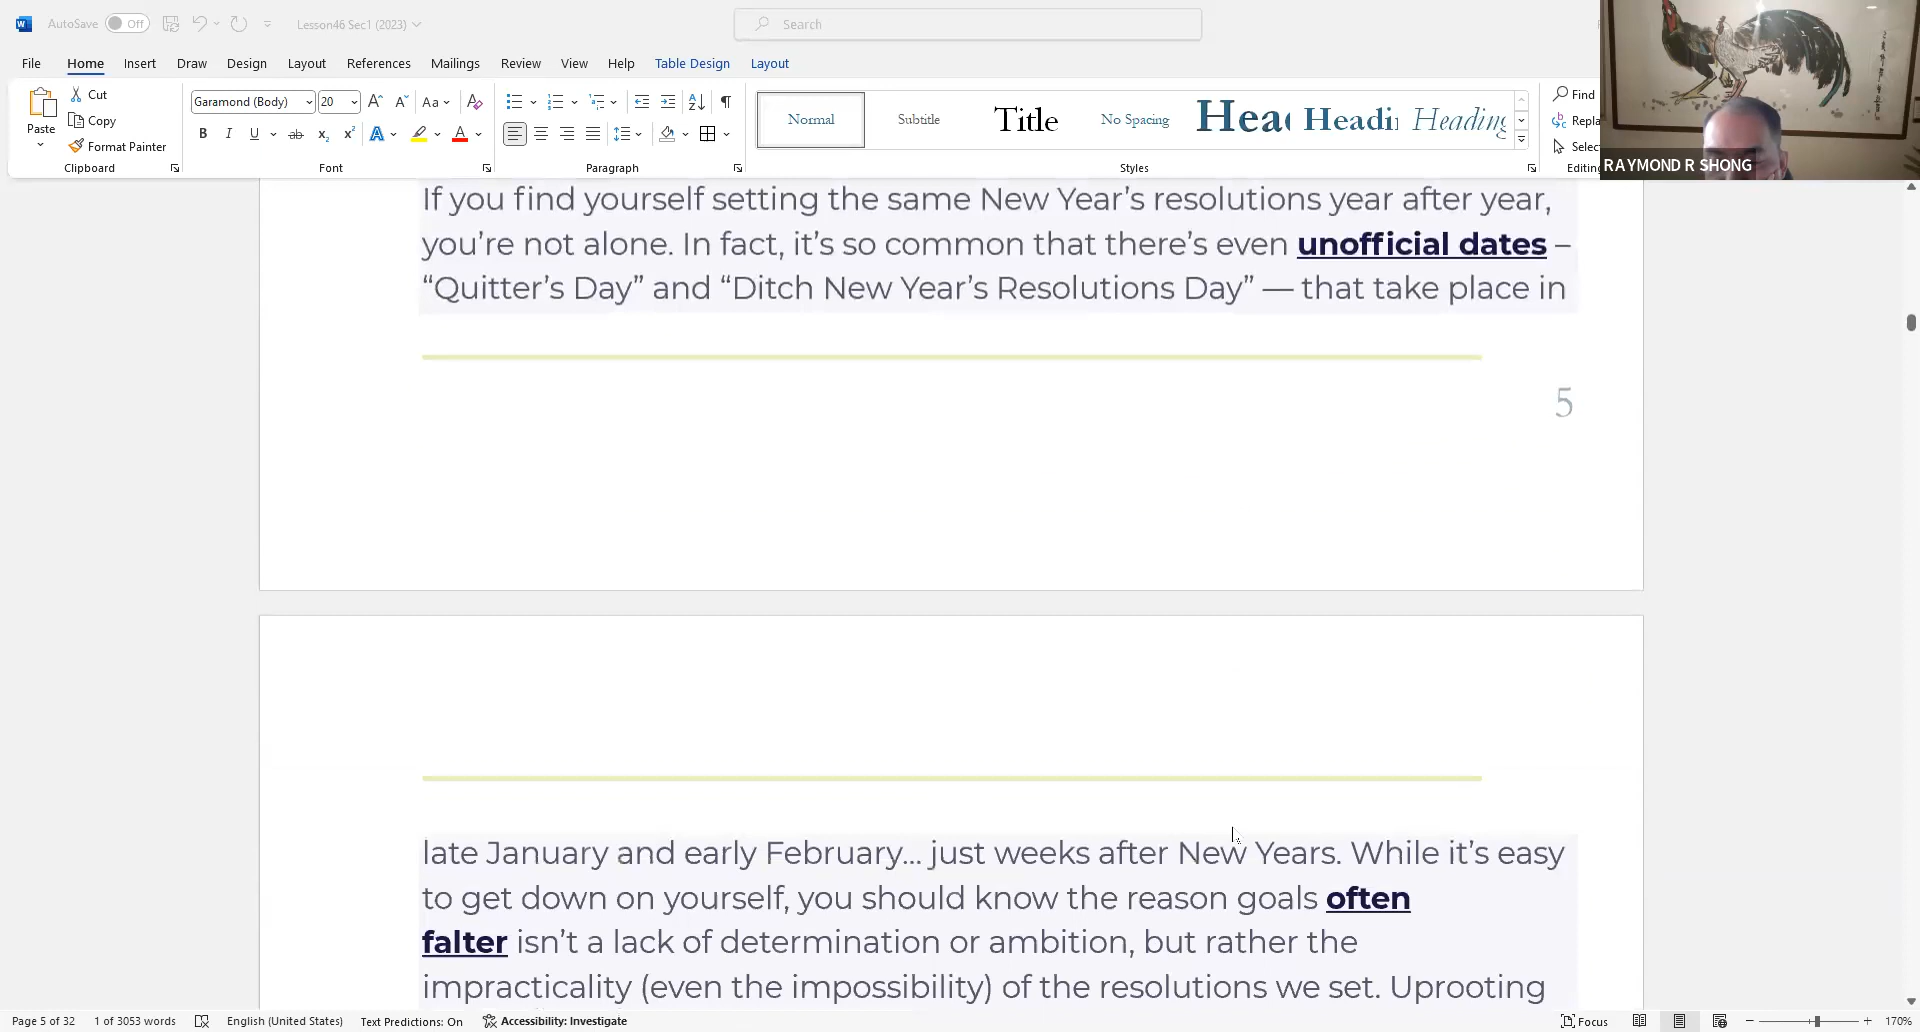 AutoSave Off Lesson46 Sec1 (2023) Search
File Home Insert Draw Design Layout References Mailings Review View Help Table Design Layout
Paste
Cut
Copy
Format Painter
Clipboard
Garamond (Body) 20
Font
Paragraph
Normal Subtitle Title No Spacing Head Headi Heading
Styles
Find
Repla
Selec
Editing
RAYMOND R SHONG
If you find yourself setting the same New Year’s resolutions year after year,
you’re not alone. In fact, it’s so common that there’s even unofficial dates –
“Quitter’s Day” and “Ditch New Year’s Resolutions Day” — that take place in
5
late January and early February... just weeks after New Years. While it’s easy
to get down on yourself, you should know the reason goals often
falter isn’t a lack of determination or ambition, but rather the
impracticality (even the impossibility) of the resolutions we set. Uprooting
Page 5 of 32 1 of 3053 words English (United States) Text Predictions: On Accessibility: Investigate Focus 170%